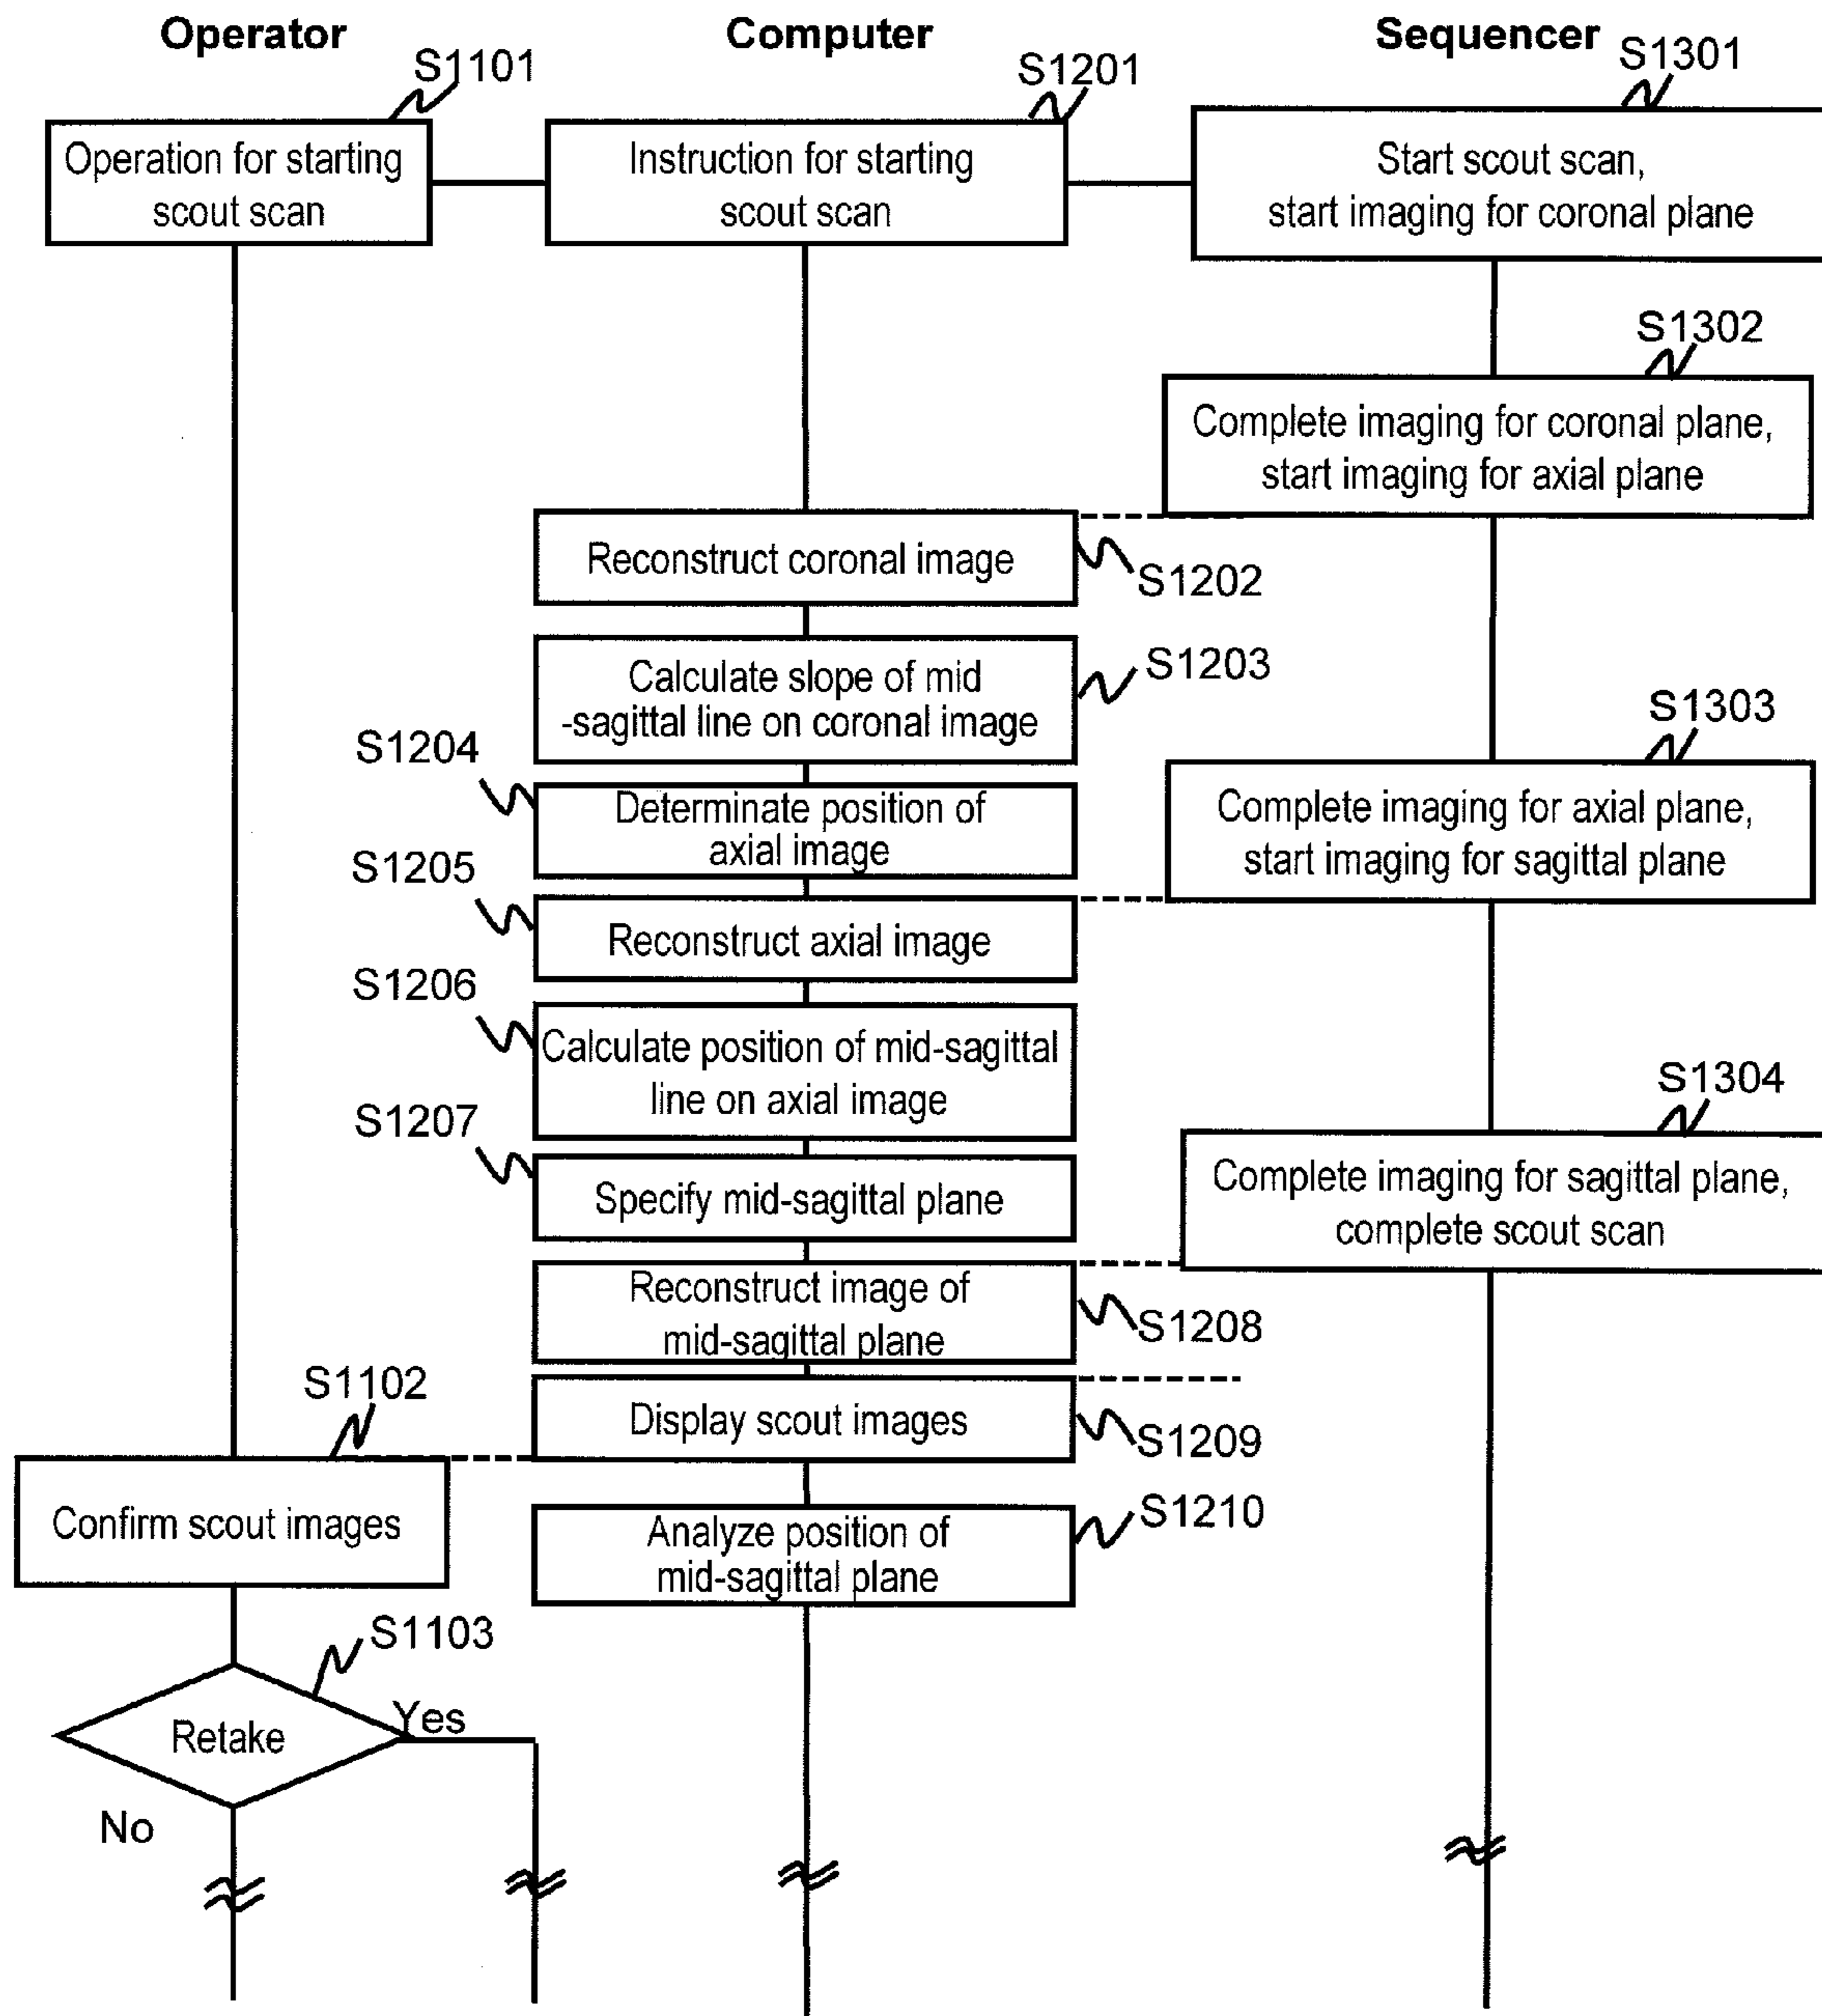 Operator
Computer
Sequencer
S1101
S1201
S1301
Operation for starting
scout scan
Instruction for starting
scout scan
Start scout scan,
start imaging for coronal plane
S1302
Complete imaging for coronal plane,
start imaging for axial plane
Reconstruct coronal image
S1202
Calculate slope of mid
-sagittal line on coronal image
S1203
S1303
S1204
Determinate position of
axial image
Complete imaging for axial plane,
start imaging for sagittal plane
S1205
Reconstruct axial image
S1206
Calculate position of mid-sagittal
line on axial image
S1304
S1207
Specify mid-sagittal plane
Complete imaging for sagittal plane,
complete scout scan
Reconstruct image of
mid-sagittal plane
S1208
S1102
Display scout images
S1209
Confirm scout images
Analyze position of
mid-sagittal plane
S1210
S1103
Retake
Yes
No